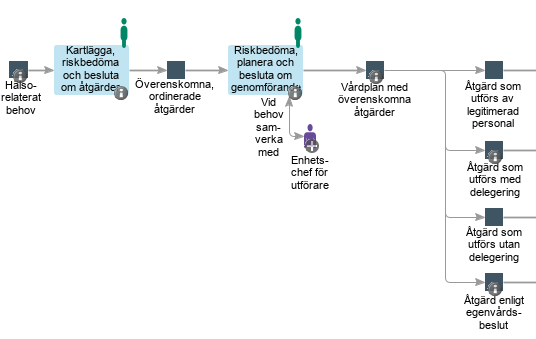 Hälso-
relaterat
behov
Kartlägga,
riskbedöma
och besluta
om åtgärder
Överenskomna,
ordinerade
åtgärder
Riskbedöma,
planera och
besluta om
genomförande
Vid
behov
sam-
verka
med
Enhets-
chef för
utförare
Vårdplan med
överenskomna
åtgärder
Åtgärd som
utförs av
legitimerad
personal
Åtgärd som
utförs med
delegering
Åtgärd som
utförs utan
delegering
Åtgärd enligt
egenvårds-
beslut